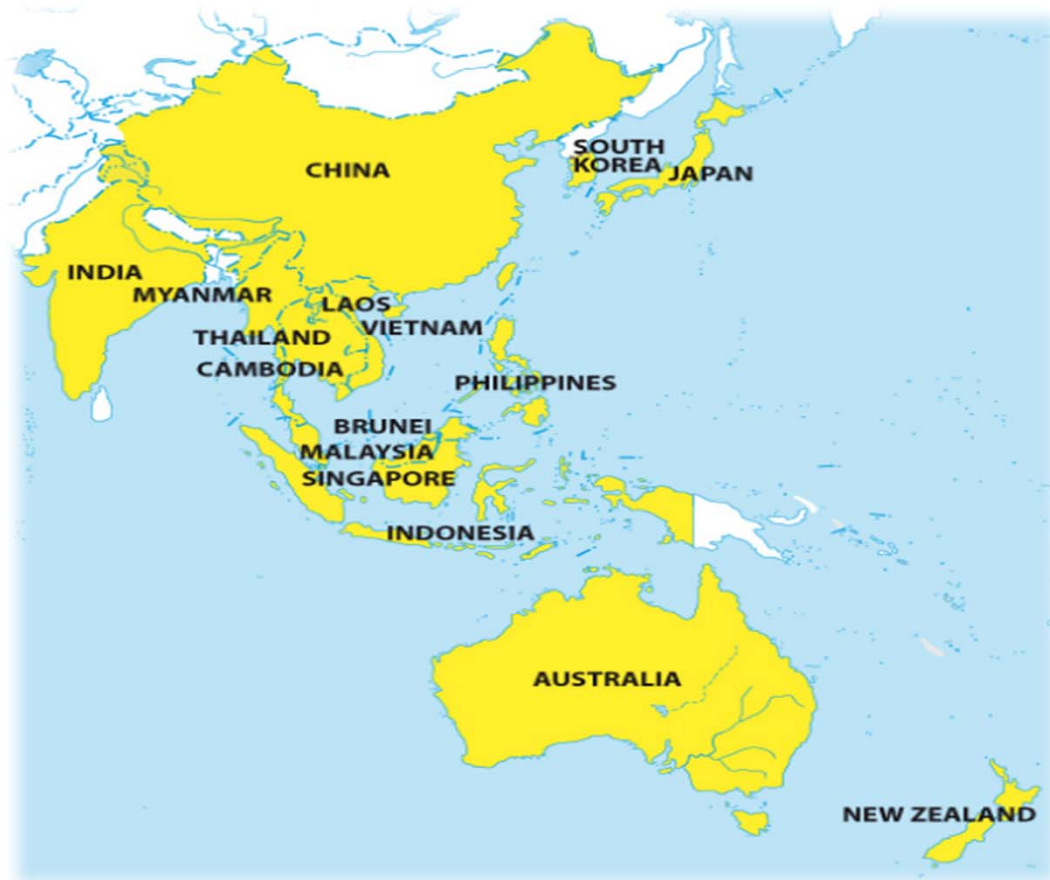 SOUTH
KOREA
JAPAN
CHINA
INDIA
MYANMAR
LAOS
VIETNAM
THAILAND
CAMBODIA
PHILIPPINES
BRUNEI
MALAYSIA
SINGAPORE
INDONESIA
AUSTRALIA
NEW ZEALAND